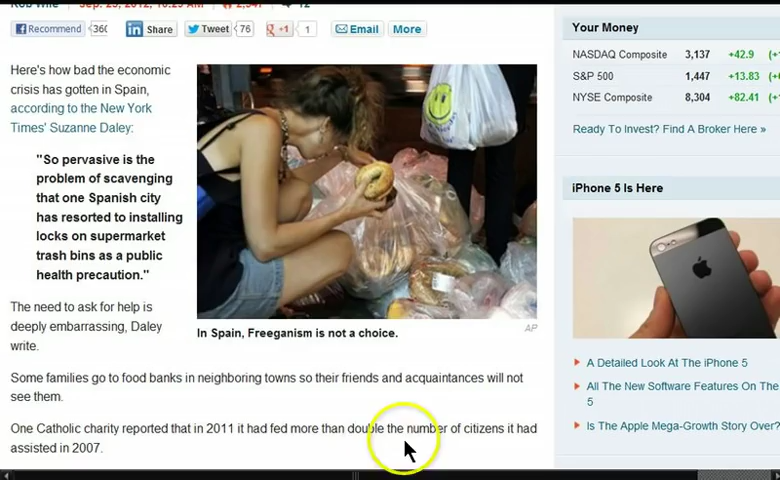 Rob Wile | Sep. 25, 2012, 10:25 AM
Recommend 360 Share Tweet 76 +1 1 Email More
Here's how bad the economic
crisis has gotten in Spain,
according to the New York
Times' Suzanne Daley:
"So pervasive is the
problem of scavenging
that one Spanish city
has resorted to installing
locks on supermarket
trash bins as a public
health precaution."
In Spain, Freeganism is not a choice.
AP
The need to ask for help is
deeply embarrassing, Daley
write.
Some families go to food banks in neighboring towns so their friends and acquaintances will not
see them.
One Catholic charity reported that in 2011 it had fed more than double the number of citizens it had
assisted in 2007.
Your Money
NASDAQ Composite 3,137 +42.9
S&P 500 1,447 +13.83
NYSE Composite 8,304 +82.41
Ready To Invest? Find A Broker Here »
iPhone 5 Is Here
A Detailed Look At The iPhone 5
All The New Software Features On The
5
Is The Apple Mega-Growth Story Over?